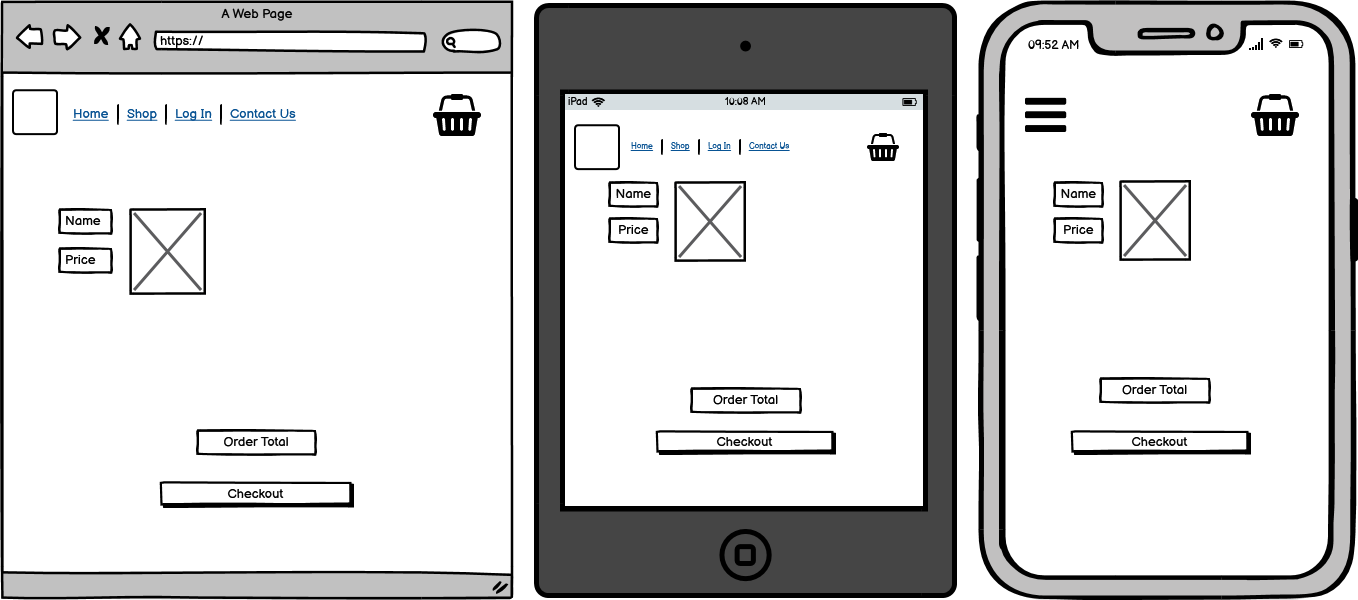 A Web Page
https://
Home | Shop | Log In | Contact Us
Name
Price
Order Total
Checkout
iPad 10:08 AM
Home | Shop | Log In | Contact Us
Name
Price
Order Total
Checkout
09:52 AM
Name
Price
Order Total
Checkout